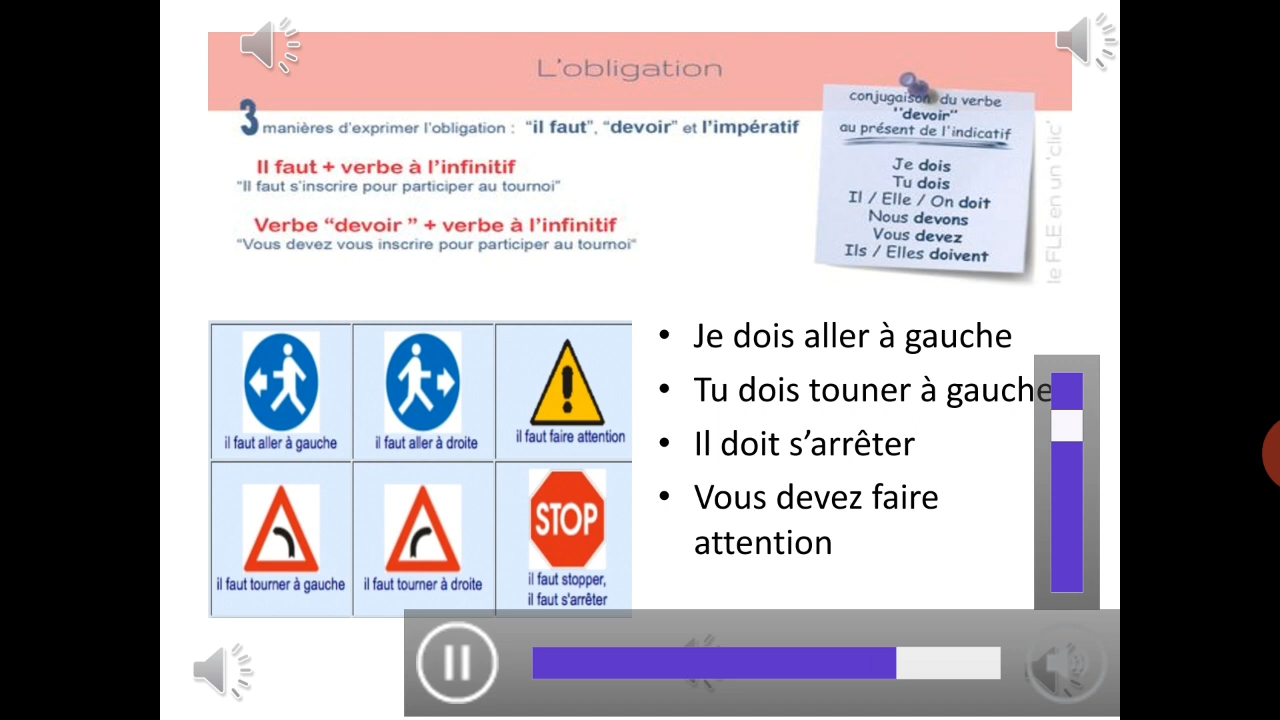 L'obligation
3 manières d'exprimer l'obligation : "il faut", "devoir" et l'impératif
Il faut + verbe à l'infinitif
"Il faut s'inscrire pour participer au tournoi"
Verbe "devoir " + verbe à l'infinitif
"Vous devez vous inscrire pour participer au tournoi"
conjugaison du verbe
"devoir"
au présent de l'indicatif
Je dois
Tu dois
Il / Elle / On doit
Nous devons
Vous devez
Ils / Elles doivent
le FLE en un 'clic'
il faut aller à gauche
il faut aller à droite
il faut faire attention
il faut tourner à gauche
il faut tourner à droite
STOP
il faut stopper,
il faut s'arrêter
• Je dois aller à gauche
• Tu dois touner à gauche
• Il doit s'arrêter
• Vous devez faire
attention